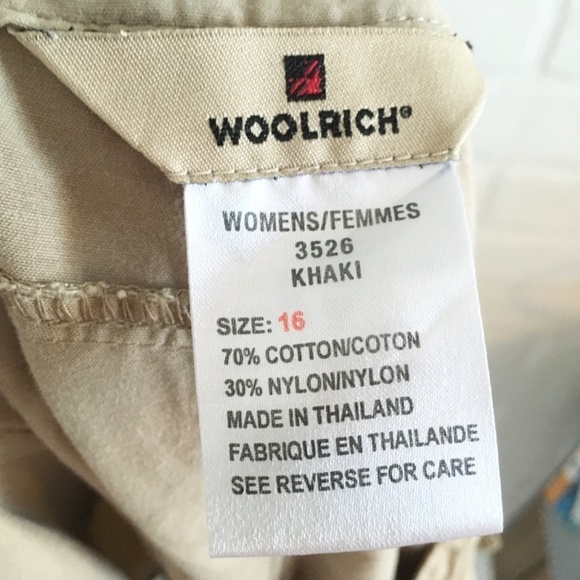 WOOLRICH®
WOMENS/FEMMES
3526
KHAKI
SIZE: 16
70% COTTON/COTON
30% NYLON/NYLON
MADE IN THAILAND
FABRIQUE EN THAILANDE
SEE REVERSE FOR CARE